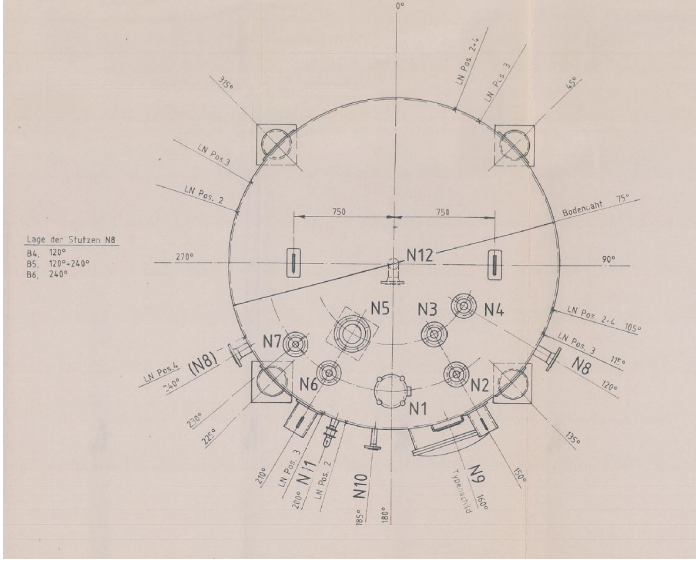 0°
LN Pos. 2+4
LN Pos. 3
315°
45°
LN Pos.3
LN Pos. 2
750
750
Bodennaht 75°
Lage der Stutzen N8
B4, 120°
B5, 120°+240°
B6, 240°
270°
N12
90°
N5
N3
N4
N7
LN Pos. 2+4 105°
LN Pos. 3 115°
(N8)
N8
120°
LN Pos.4
240°
N6
N2
N1
230°
225°
135°
210°
LN Pos. 3
200°
N11
LN Pos. 2
N10
185°
180°
N9
160°
Typenschild
150°